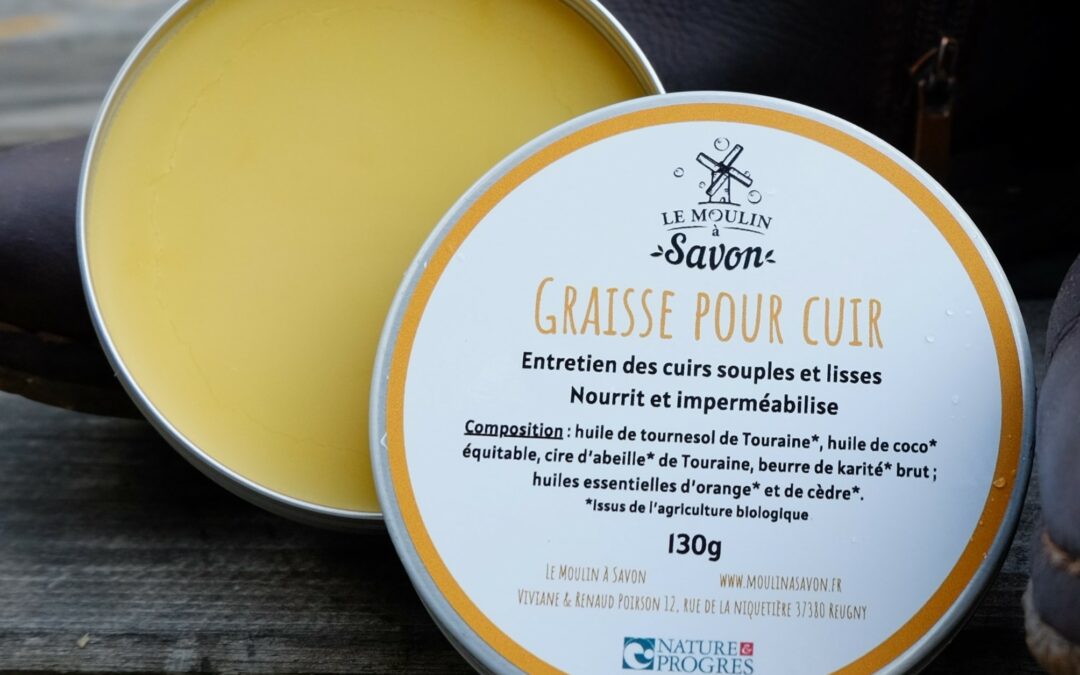 LE MOULIN
à
Savon
GRAISSE POUR CUIR
Entretien des cuirs souples et lisses
Nourrit et imperméabilise
Composition : huile de tournesol de Touraine*, huile de coco*
équitable, cire d'abeille* de Touraine, beurre de karité* brut ;
huiles essentielles d'orange* et de cèdre*.
*Issus de l'agriculture biologique
130g
LE MOULIN À SAVON WWW.MOULINASAVON.FR
VIVIANE & RENAUD POIRSON 12, RUE DE LA NIQUETIÈRE 37380 REUGNY
NATURE &
PROGRES